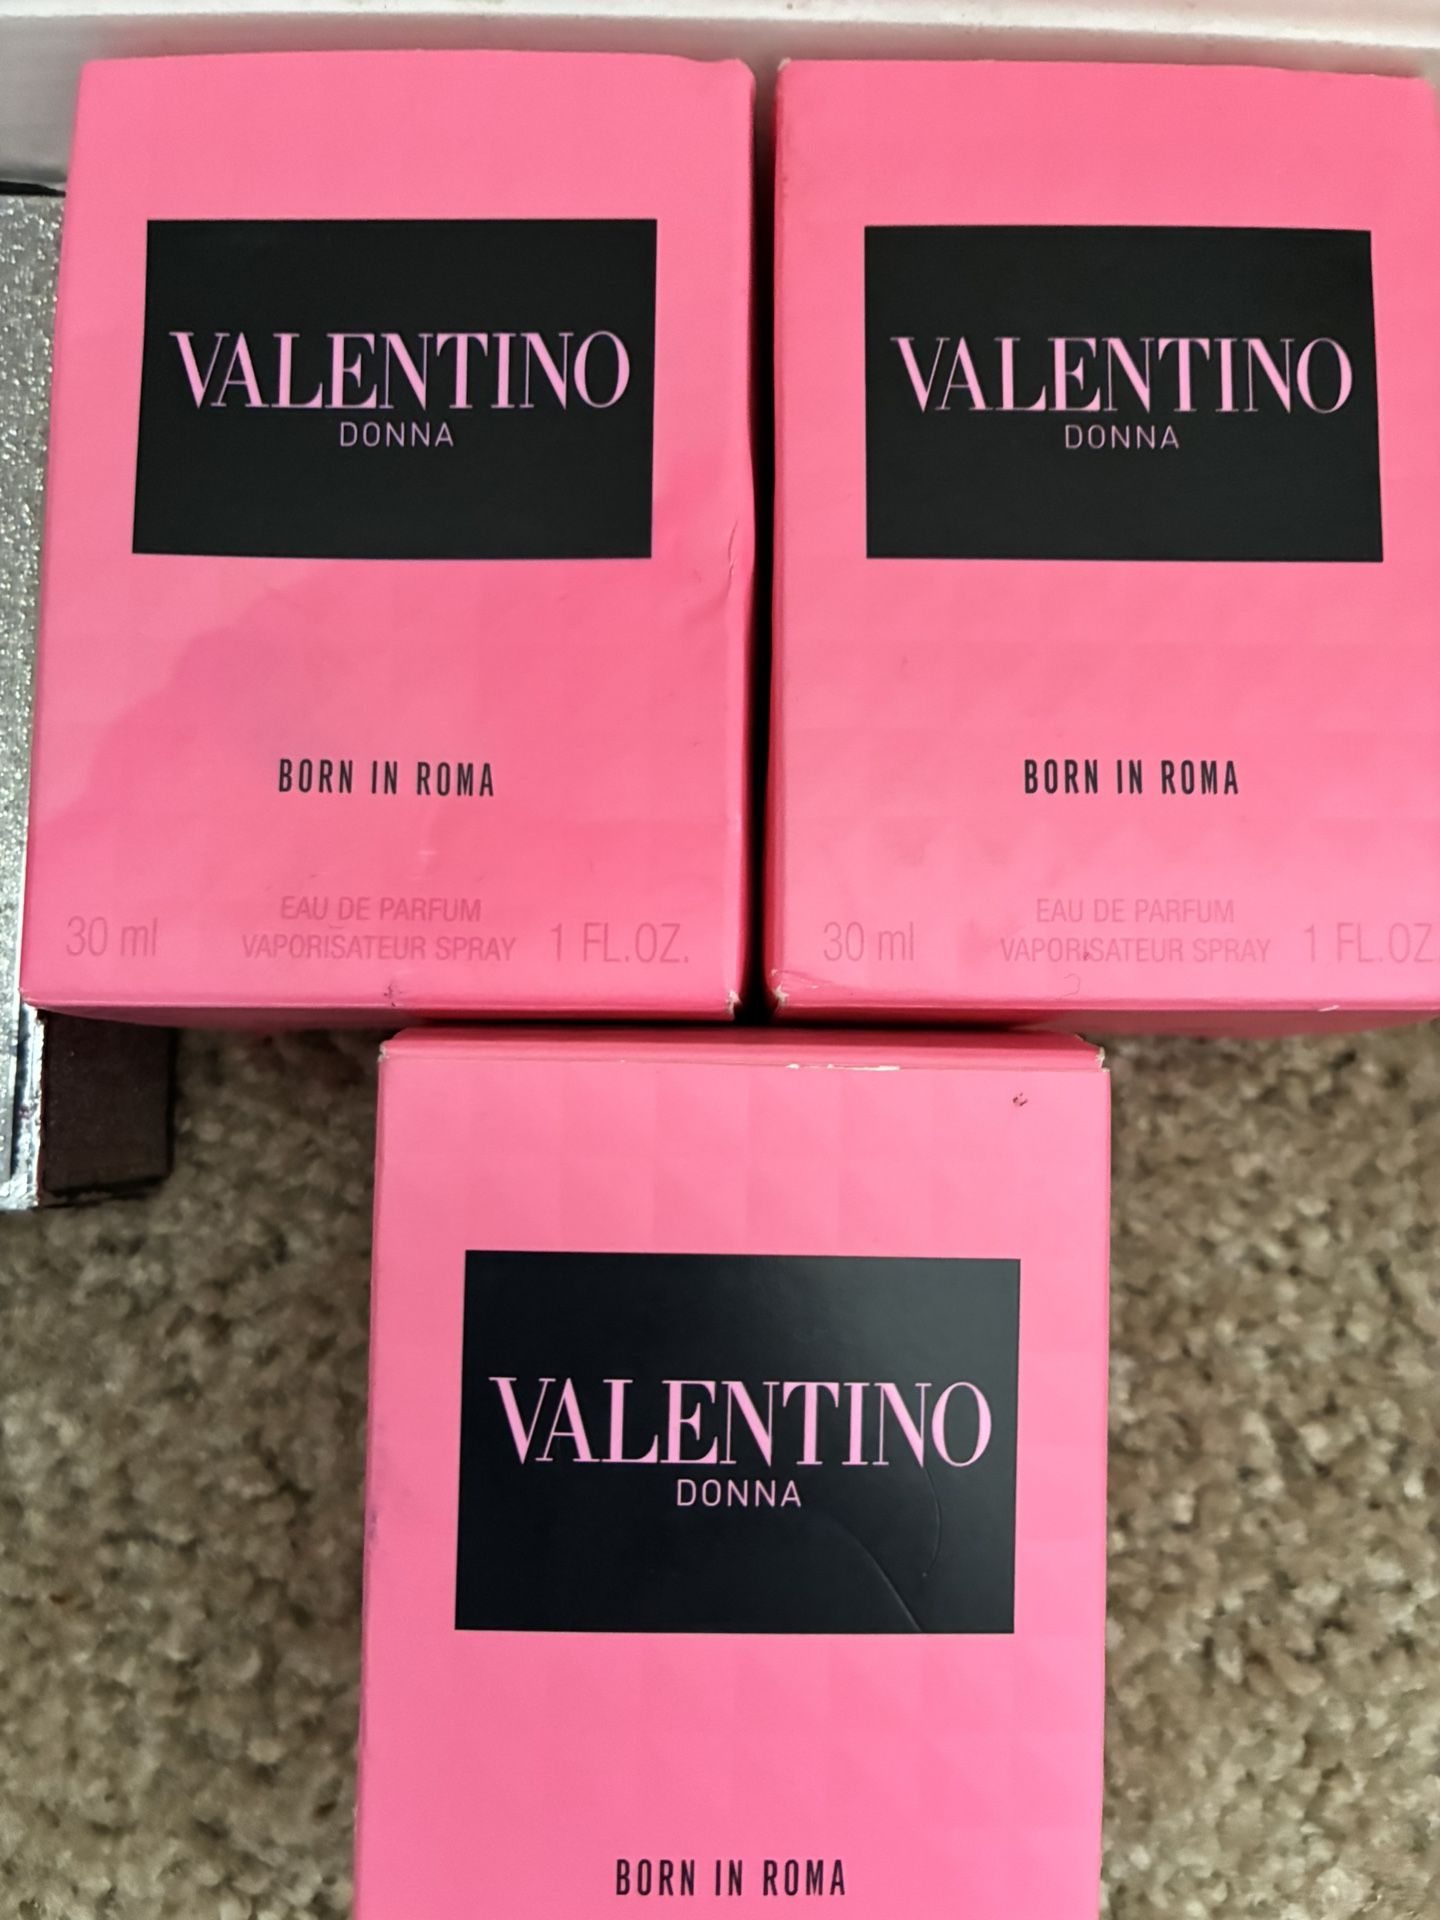 VALENTINO
DONNA
BORN IN ROMA
EAU DE PARFUM
30 ml VAPORISATEUR SPRAY 1 FL.OZ.
VALENTINO
DONNA
BORN IN ROMA
EAU DE PARFUM
30 ml VAPORISATEUR SPRAY 1 FL.OZ.
VALENTINO
DONNA
BORN IN ROMA